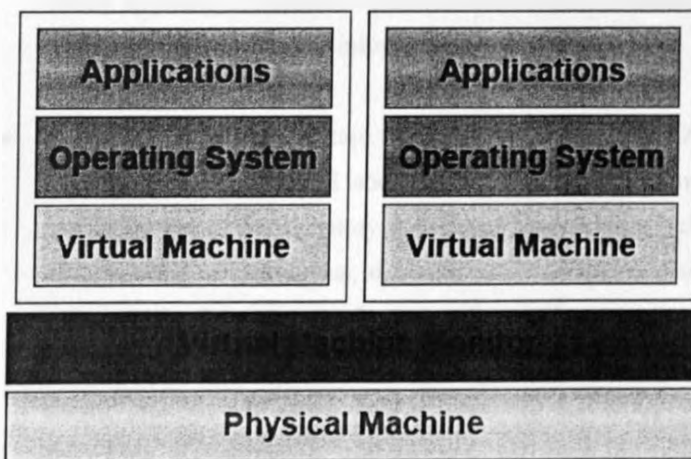 Applications
Applications
Operating System
Operating System
Virtual Machine
Virtual Machine
Physical Machine